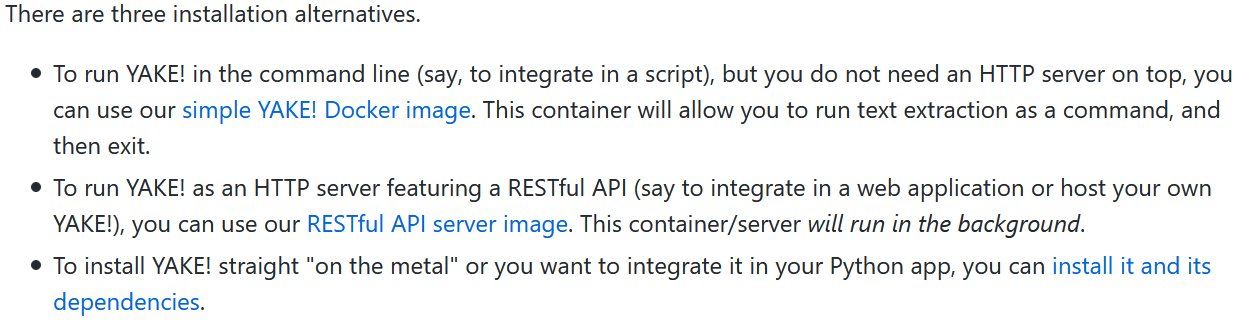 There are three installation alternatives.
• To run YAKE! in the command line (say, to integrate in a script), but you do not need an HTTP server on top, you
can use our simple YAKE! Docker image. This container will allow you to run text extraction as a command, and
then exit.
• To run YAKE! as an HTTP server featuring a RESTful API (say to integrate in a web application or host your own
YAKE!), you can use our RESTful API server image. This container/server will run in the background.
• To install YAKE! straight "on the metal" or you want to integrate it in your Python app, you can install it and its
dependencies.